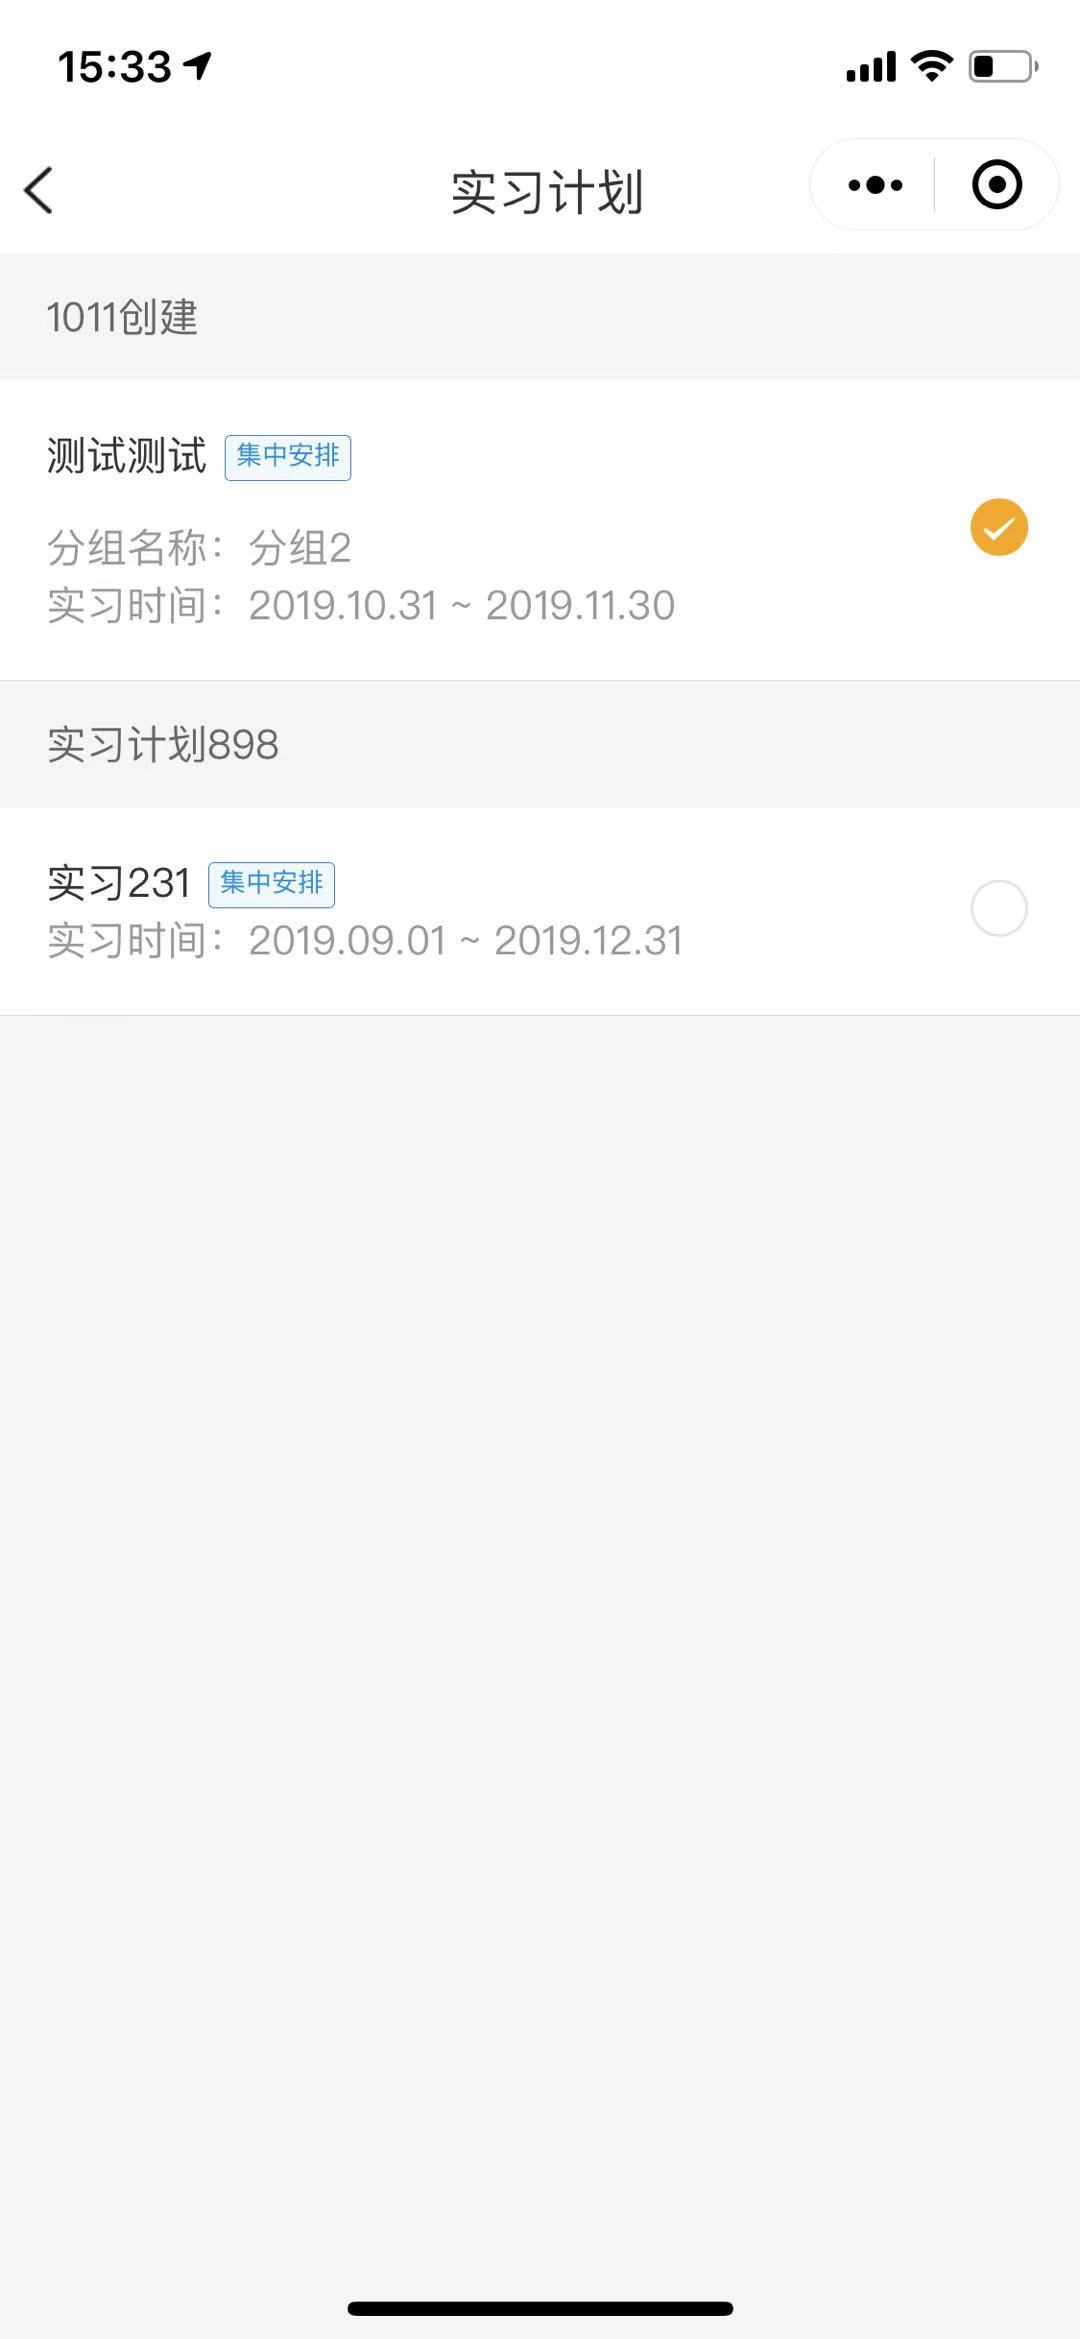 15:33
实习计划
1011创建
测试测试 集中安排
分组名称：分组2
实习时间：2019.10.31 ~ 2019.11.30
实习计划898
实习231 集中安排
实习时间：2019.09.01 ~ 2019.12.31